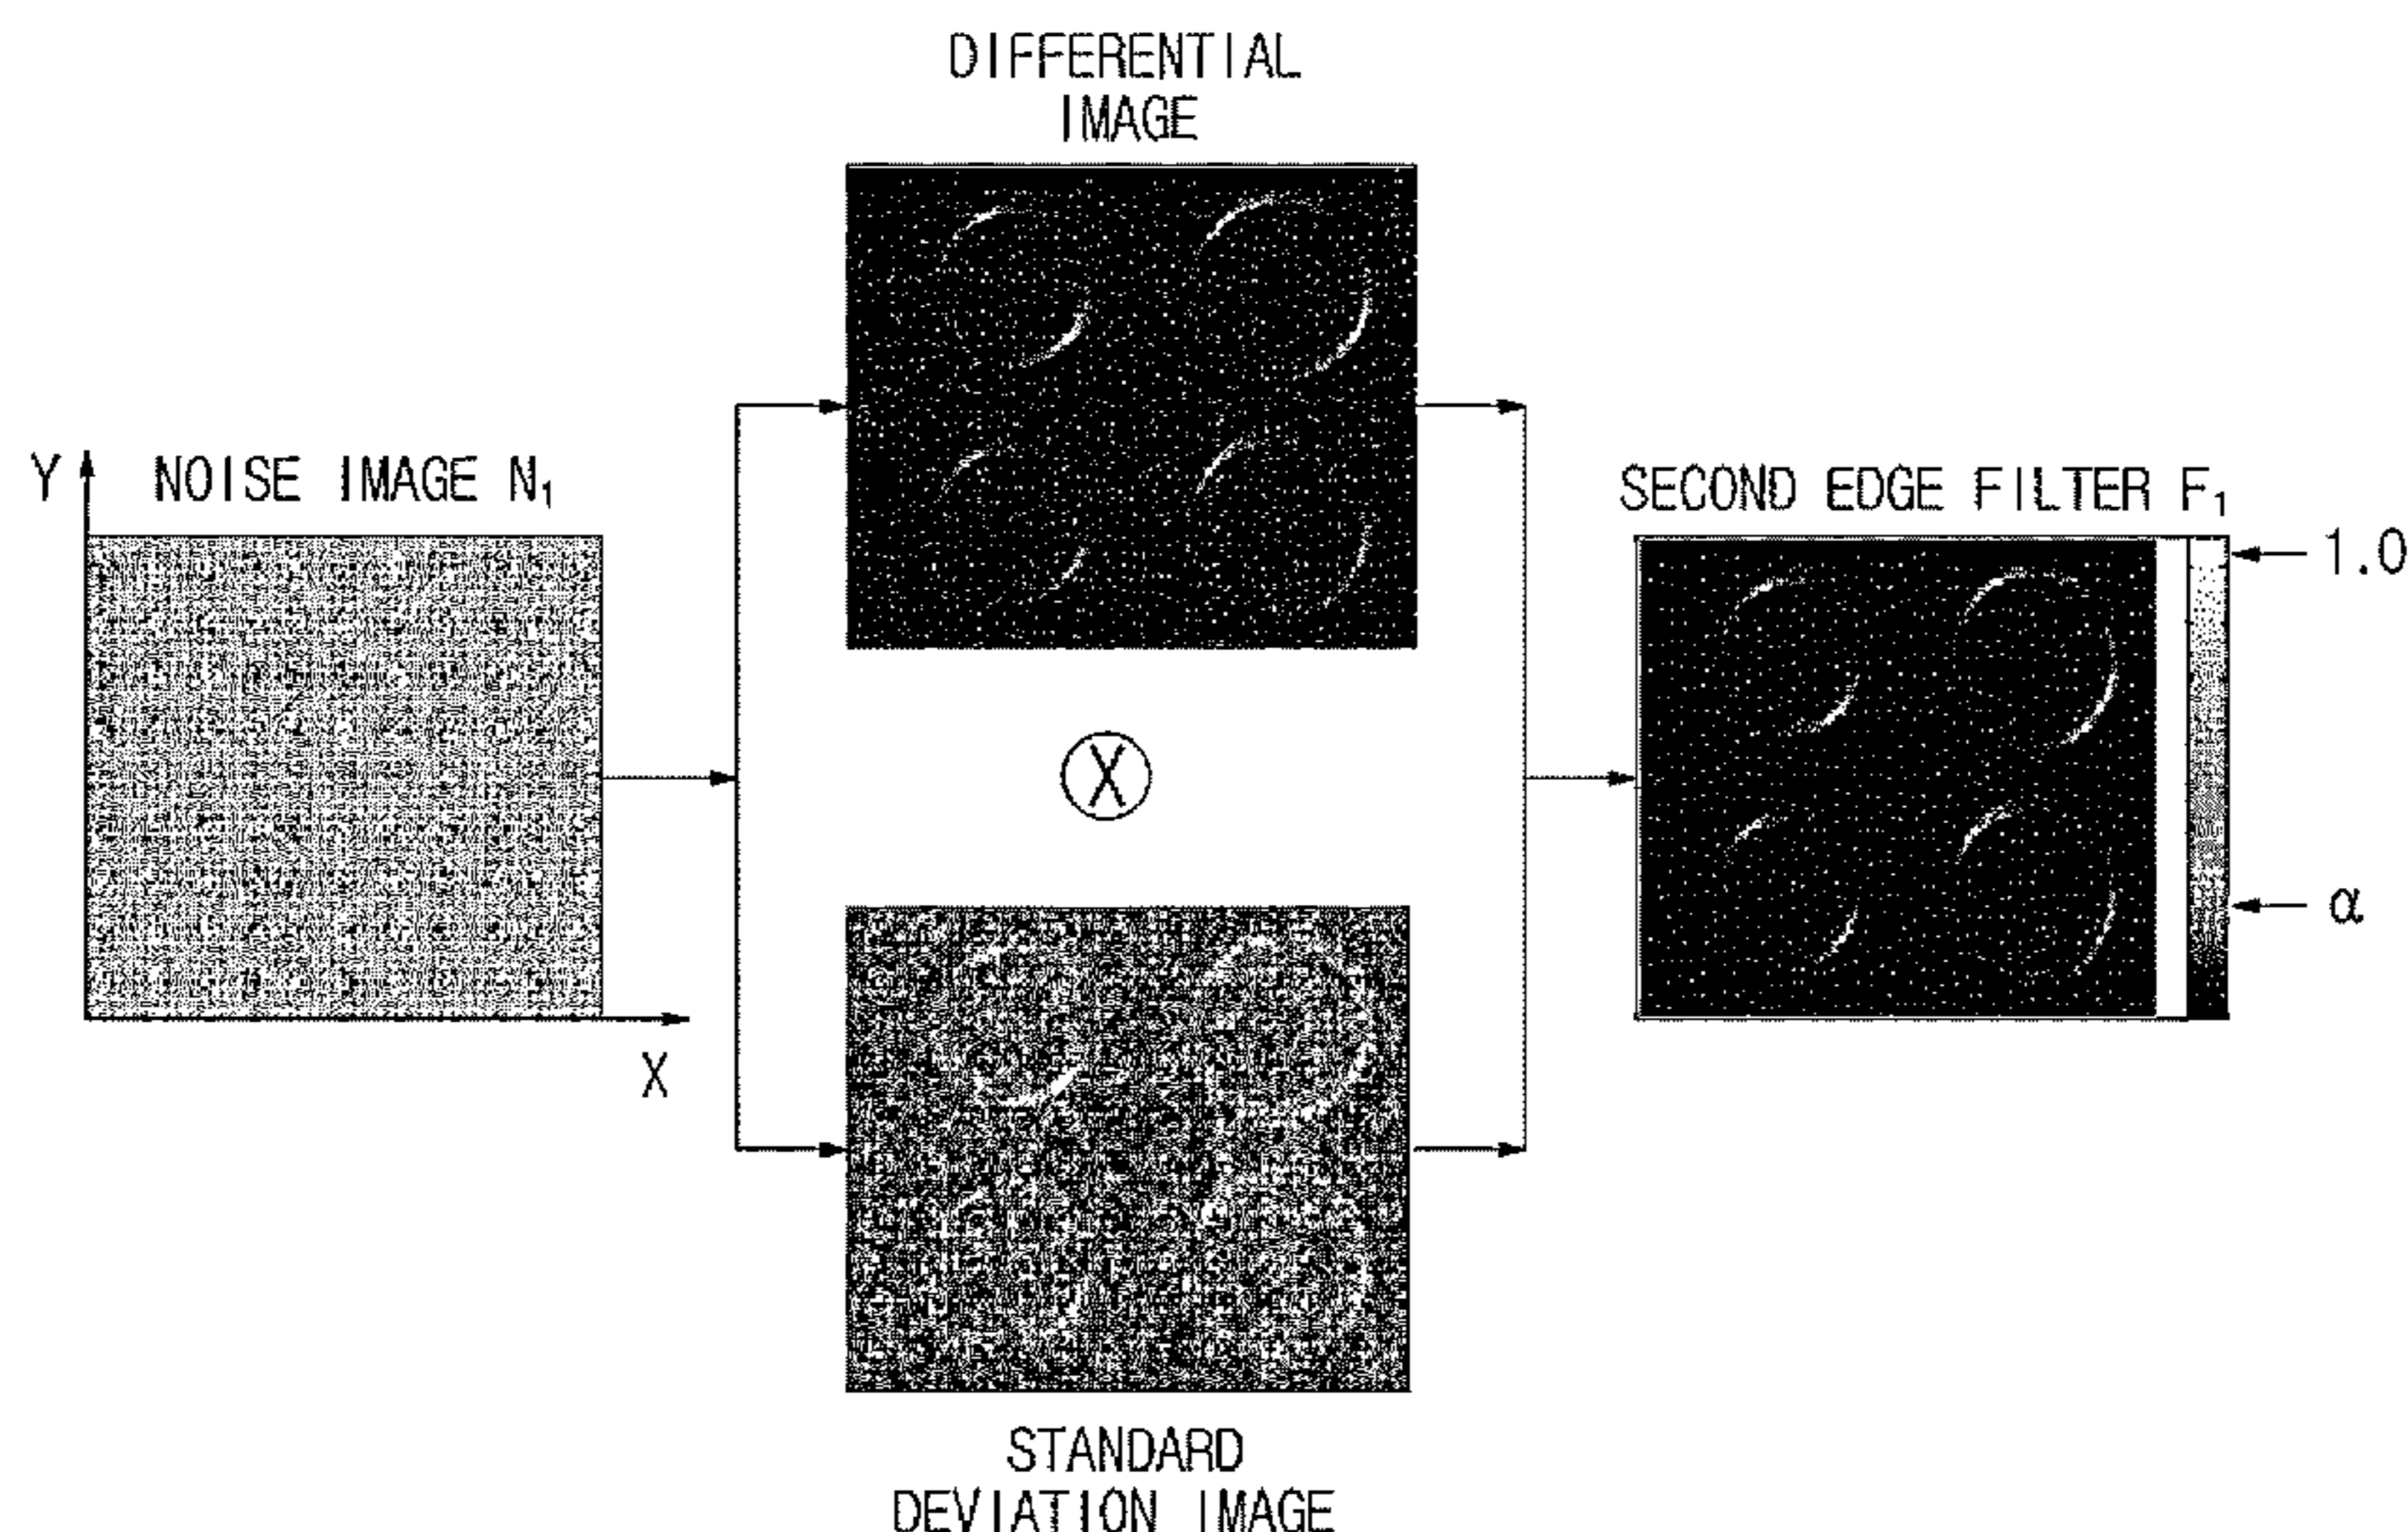 DIFFERENTIAL
IMAGE
Y
NOISE IMAGE N₁
X
X
STANDARD
DEVIATION IMAGE
SECOND EDGE FILTER F₁
1.0
α